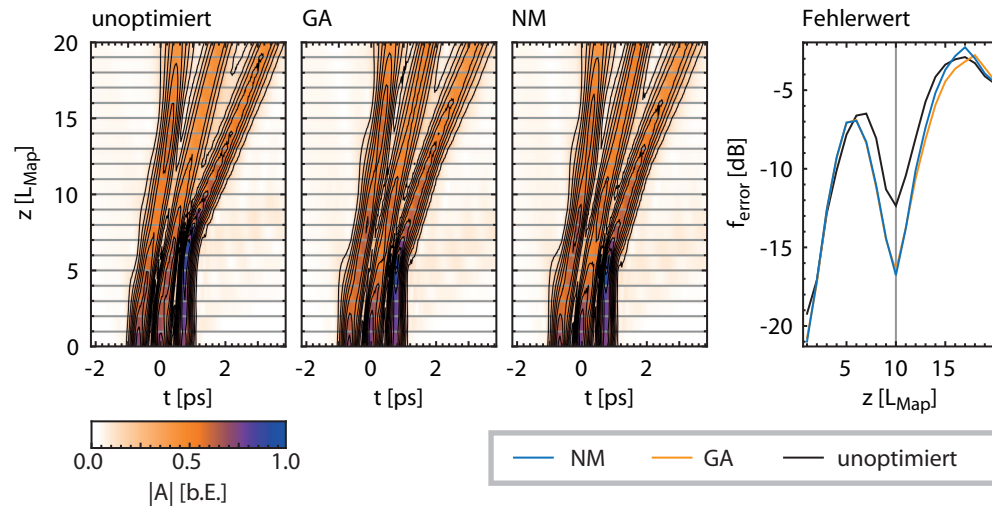 unoptimiert GA NM Fehlerwert
20
15
10
5
0
z [L_Map]
-2 0 2
t [ps]
-2 0 2
t [ps]
-2 0 2
t [ps]
-5
-10
-15
-20
f_error [dB]
5 10 15
z [L_Map]
0.0 0.5 1.0
|A| [b.E.]
NM GA unoptimiert